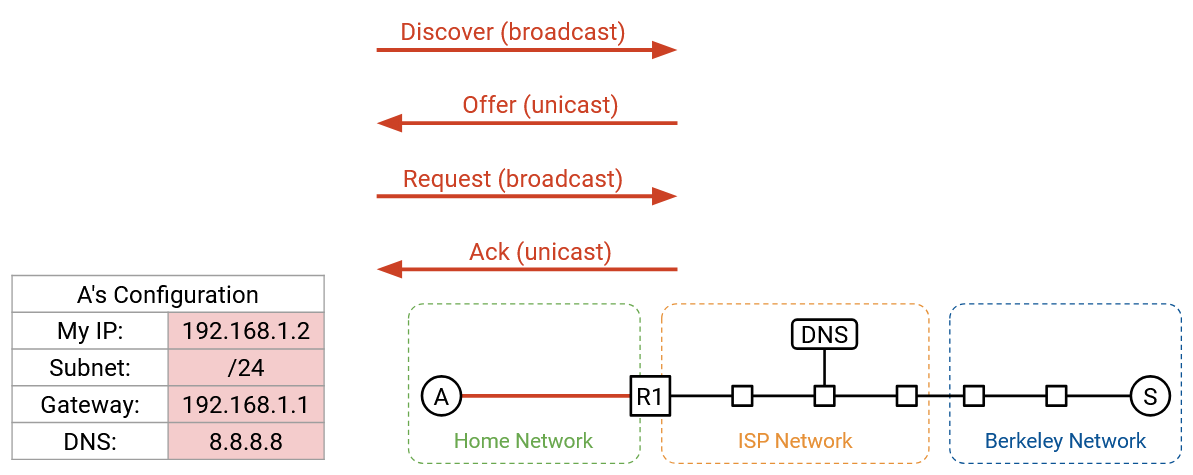 Discover (broadcast)
Offer (unicast)
Request (broadcast)
Ack (unicast)
A's Configuration
My IP: 192.168.1.2
Subnet: /24
Gateway: 192.168.1.1
DNS: 8.8.8.8
DNS
A R1 S
Home Network ISP Network Berkeley Network